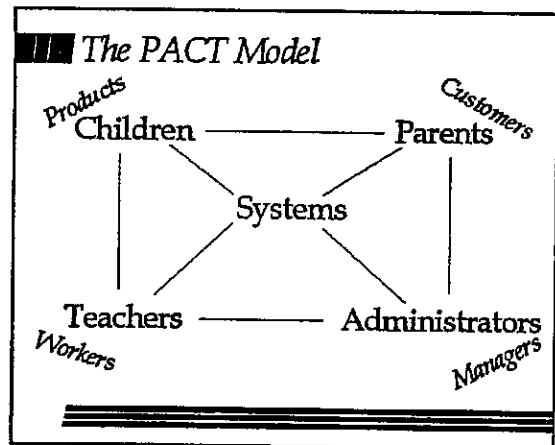 The PACT Model
Products
Customers
Children
Parents
Systems
Teachers
Administrators
Workers
Managers